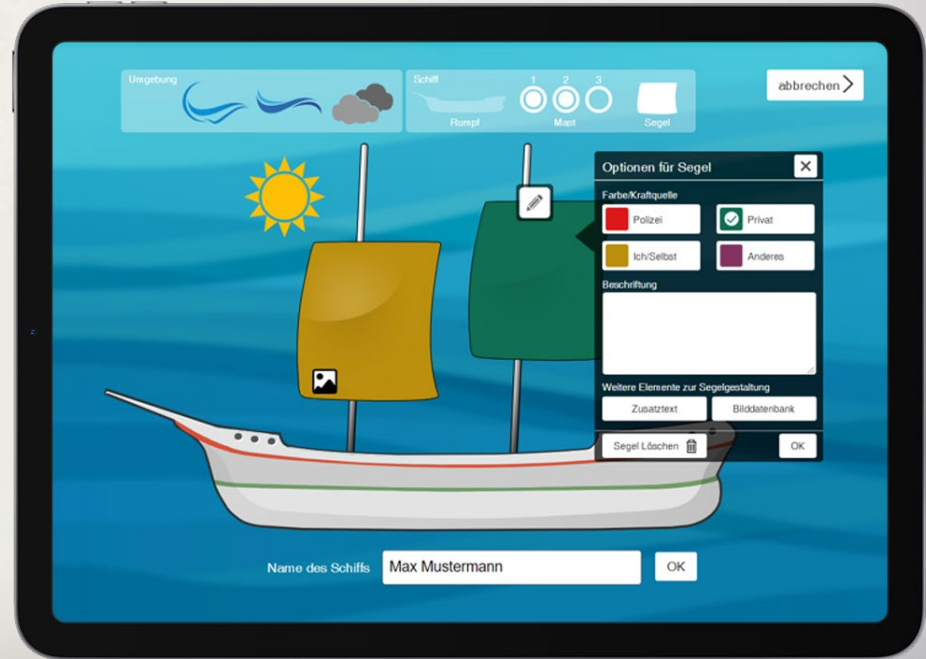 Umgebung
Schiff
1 2 3
Rumpf
Mast
Segel
abbrechen
Optionen für Segel
Farbe/Kraftquelle
Polizei
Privat
Ich/Selbst
Anderes
Beschriftung
Weitere Elemente zur Segelgestaltung
Zusatztext
Bilddatenbank
Segel Löschen
OK
Name des Schiffs
Max Mustermann
OK